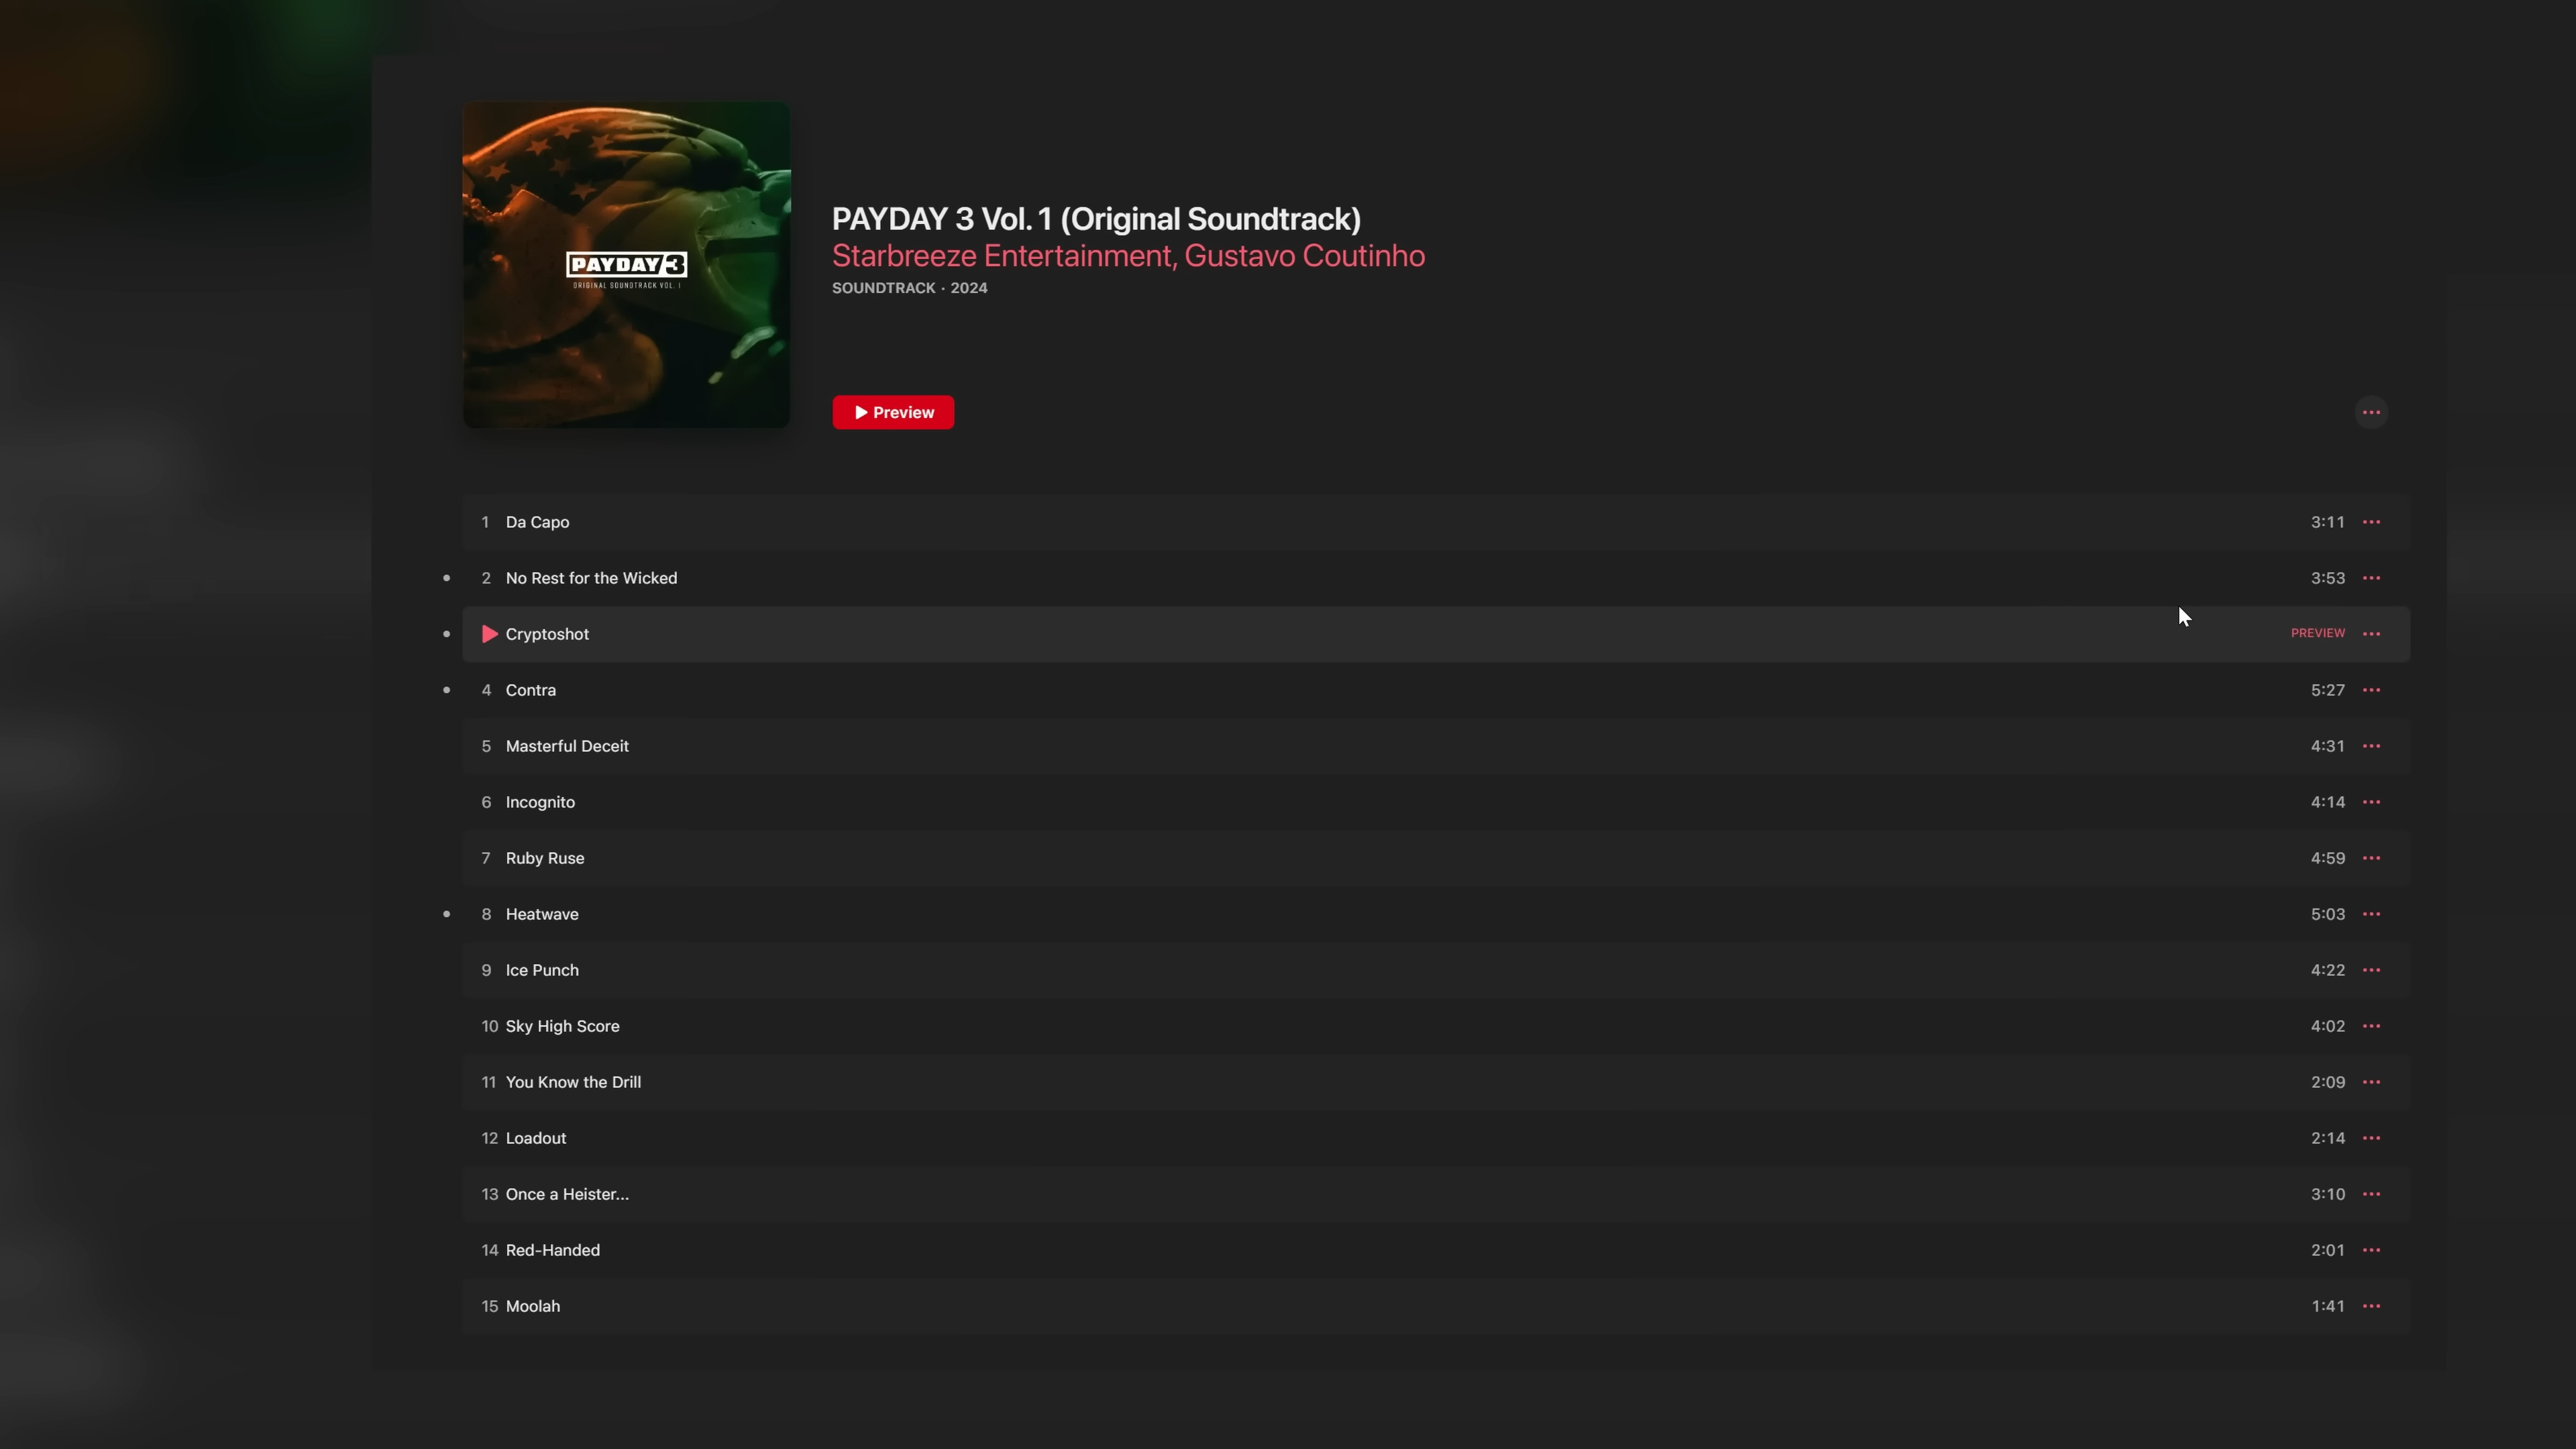 PAYDAY 3
ORIGINAL SOUNDTRACK VOL. 1
PAYDAY 3 Vol. 1 (Original Soundtrack)
Starbreeze Entertainment, Gustavo Coutinho
SOUNDTRACK · 2024
Preview
1 Da Capo 3:11
2 No Rest for the Wicked 3:53
Cryptoshot PREVIEW
4 Contra 5:27
5 Masterful Deceit 4:31
6 Incognito 4:14
7 Ruby Ruse 4:59
8 Heatwave 5:03
9 Ice Punch 4:22
10 Sky High Score 4:02
11 You Know the Drill 2:09
12 Loadout 2:14
13 Once a Heister... 3:10
14 Red-Handed 2:01
15 Moolah 1:41